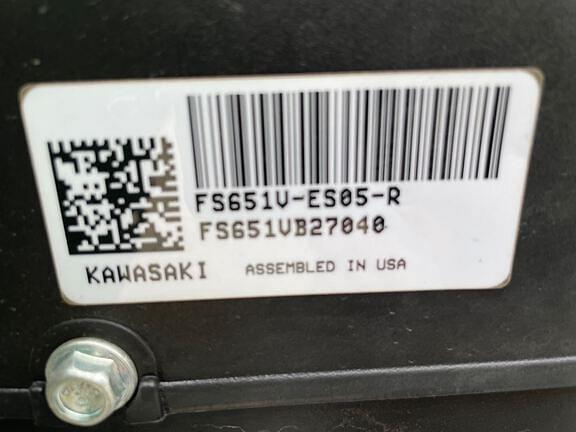 FS651V-ES05-R
FS651VB27040
KAWASAKI
ASSEMBLED IN USA